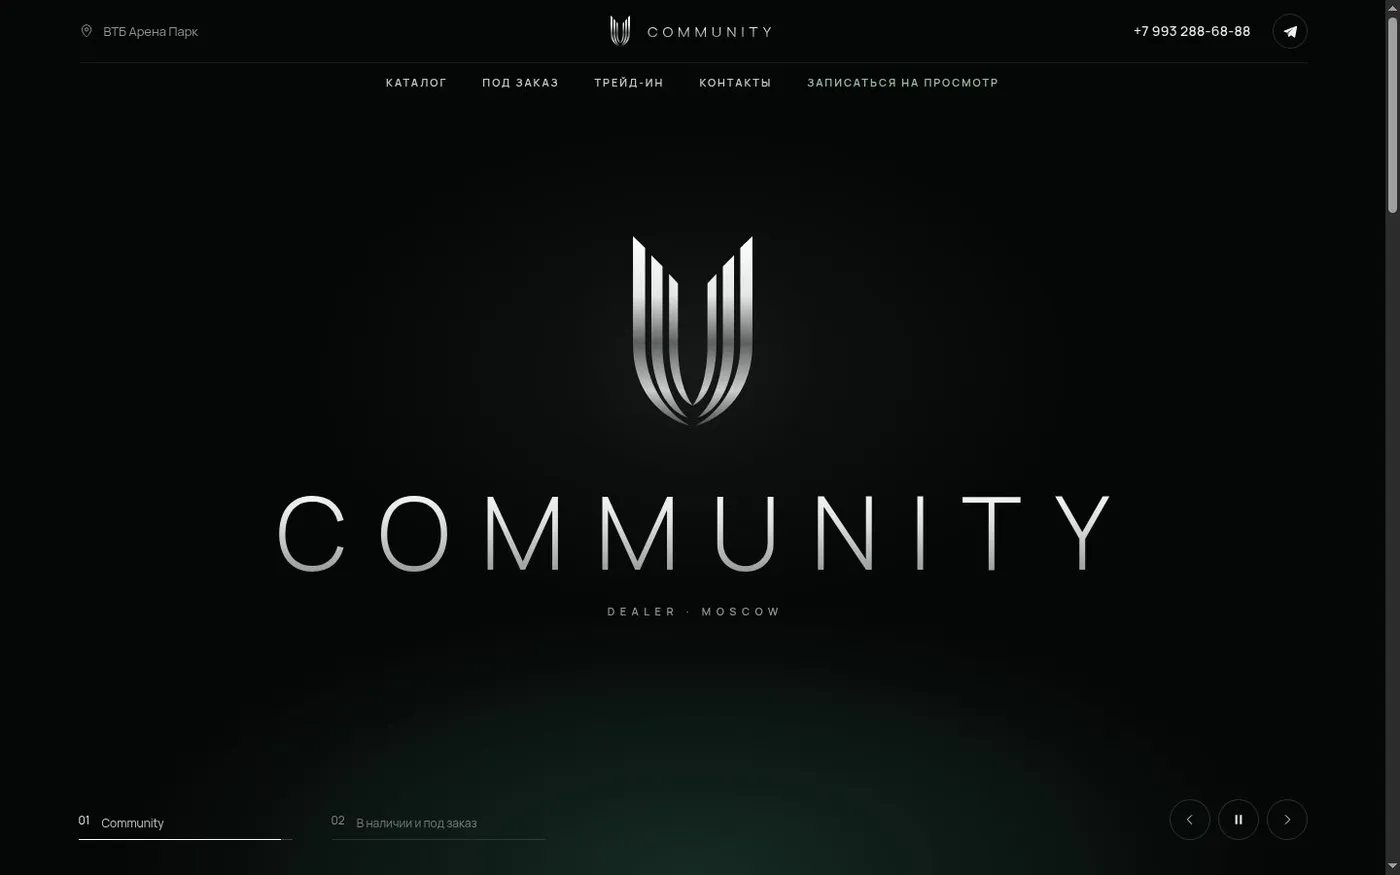 ВТБ Арена Парк
COMMUNITY
+7 993 288-68-88
КАТАЛОГ
ПОД ЗАКАЗ
ТРЕЙД-ИН
КОНТАКТЫ
ЗАПИСАТЬСЯ НА ПРОСМОТР
COMMUNITY
DEALER · MOSCOW
01 Community
02 В наличии и под заказ